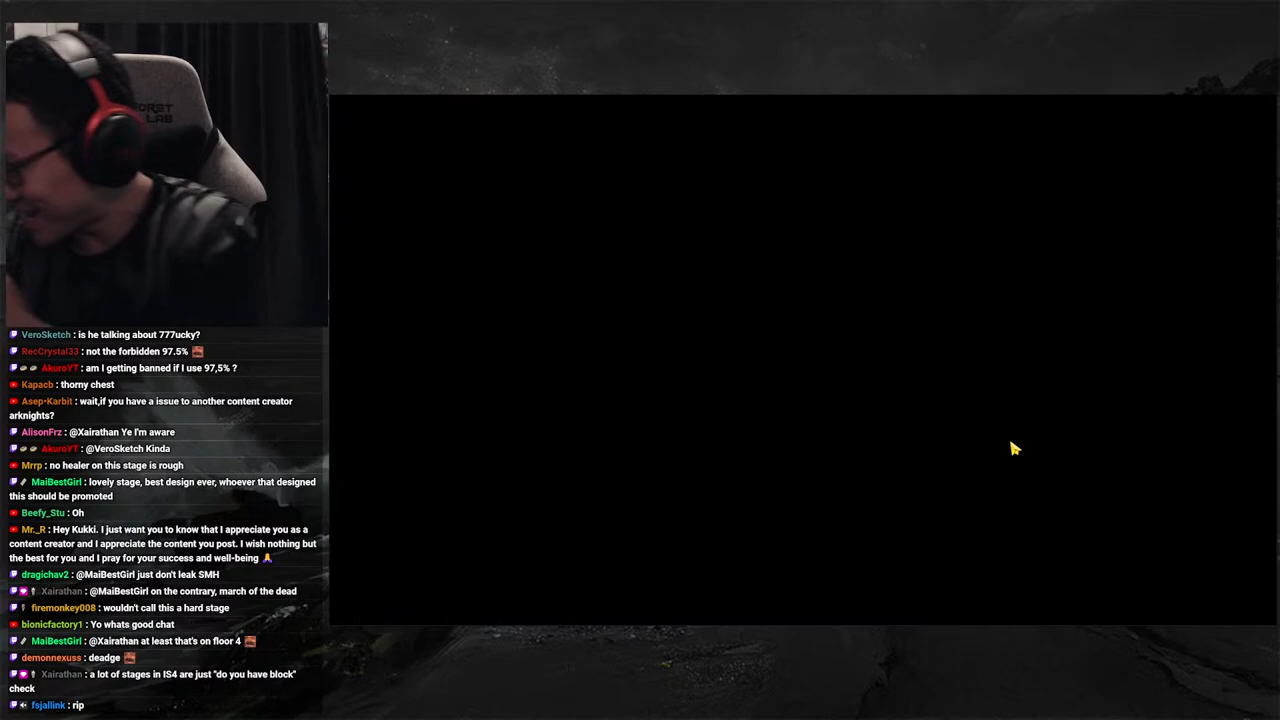 CRET
LAB
VeroSketch : is he talking about 777ucky?
RecCrystal33 : not the forbidden 97.5%
AkuroYT : am I getting banned if I use 97,5% ?
Kapacb : thorny chest
Asep•Karbit : wait,if you have a issue to another content creator
arknights?
AlisonFrz : @Xairathan Ye I'm aware
AkuroYT : @VeroSketch Kinda
Mrrp : no healer on this stage is rough
MaiBestGirl : lovely stage, best design ever, whoever that designed
this should be promoted
Beefy_Stu : Oh
Mr._R : Hey Kukki. I just want you to know that I appreciate you as a
content creator and I appreciate the content you post. I wish nothing but
the best for you and I pray for your success and well-being 🙏
dragichav2 : @MaiBestGirl just don't leak SMH
Xairathan : @MaiBestGirl on the contrary, march of the dead
firemonkey008 : wouldn't call this a hard stage
bionicfactory1 : Yo whats good chat
MaiBestGirl : @Xairathan at least that's on floor 4
demonnexuss : deadge
Xairathan : a lot of stages in IS4 are just "do you have block"
check
fsjallink : rip